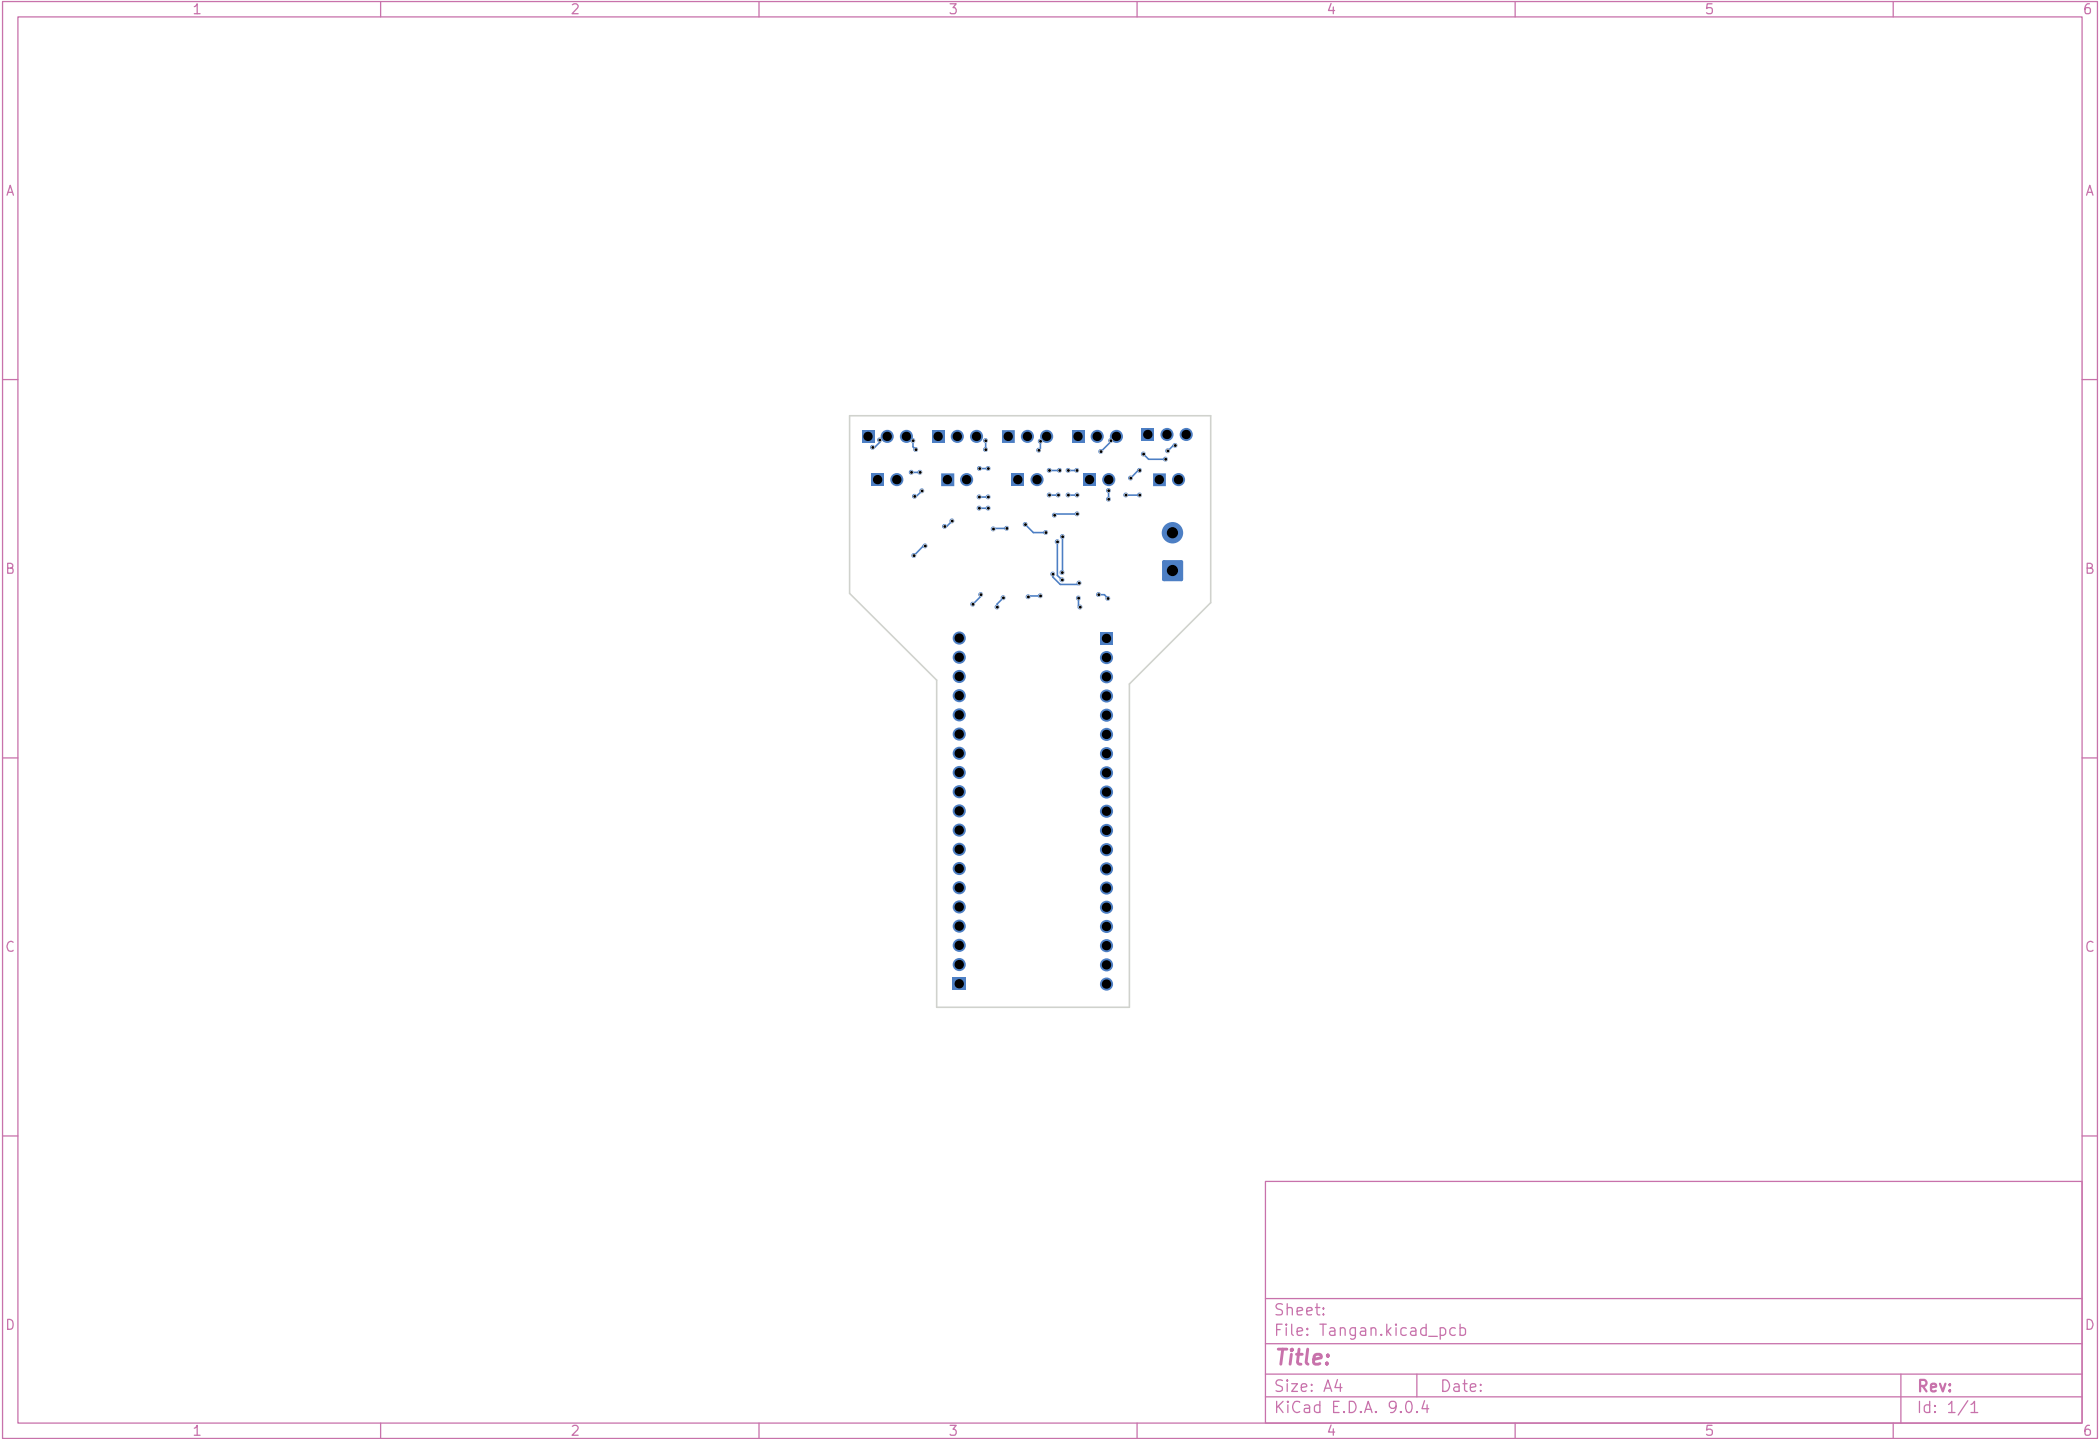 1 2 3 4 5 6
A A
B B
C C
D D
Sheet:
File: Tangan.kicad_pcb
Title:
Size: A4 Date: Rev:
KiCad E.D.A. 9.0.4 Id: 1/1
1 2 3 4 5 6